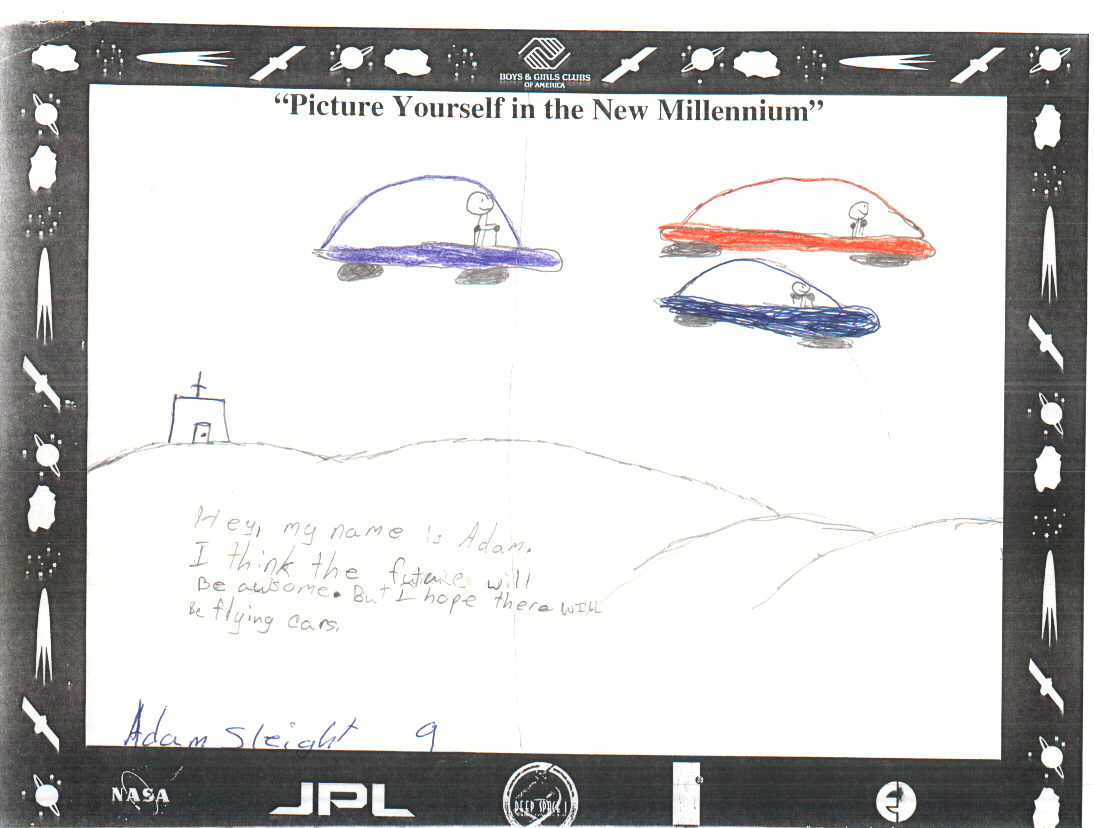 BOYS & GIRLS CLUBS
OF AMERICA
“Picture Yourself in the New Millennium”
Hey, my name is Adam.
I think the future will
Be awsome. But I hope there will
Be flying cars.
Adam Sleight 9
NASA JPL DEEP SPACE 1